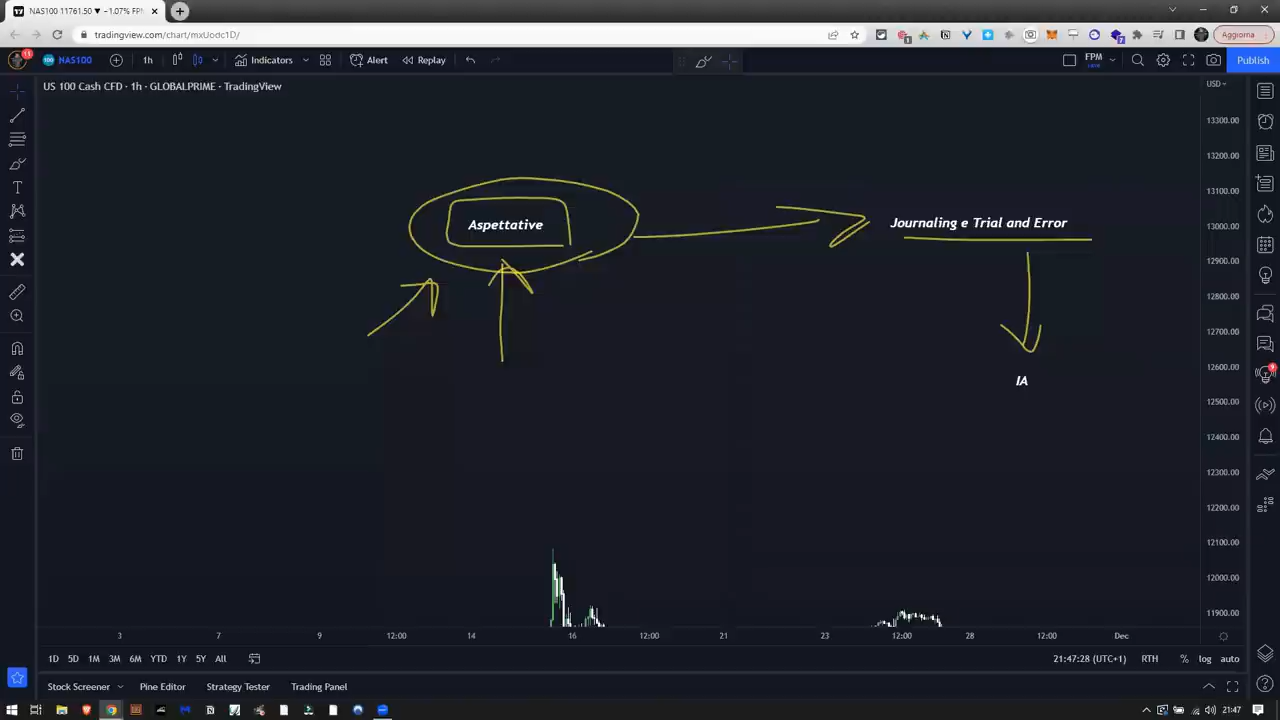 NAS100 11761.50 ▼ −1.07% FPM
tradingview.com/chart/mxUodc1D/
Aggiorna
11
100 NAS100
1h
Indicators
Alert
Replay
FPM
Publish
US 100 Cash CFD · 1h · GLOBALPRIME · TradingView
USD
13300.00
13200.00
13100.00
13000.00
12900.00
12800.00
12700.00
12600.00
12500.00
12400.00
12300.00
12200.00
12100.00
12000.00
11900.00
Aspettative
Journaling e Trial and Error
IA
3 7 9 12:00 14 16 12:00 21 23 12:00 28 12:00 Dec
1D 5D 1M 3M 6M YTD 1Y 5Y All
21:47:28 (UTC+1) RTH % log auto
Stock Screener Pine Editor Strategy Tester Trading Panel
21:47